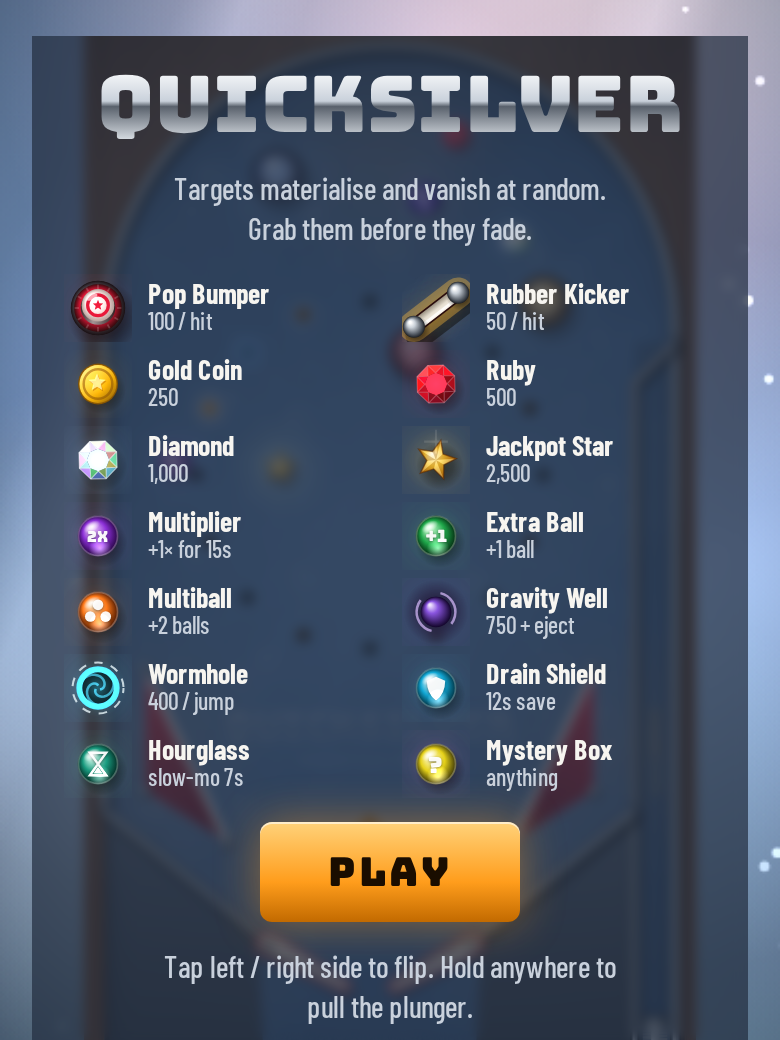 QUICKSILVER
Targets materialise and vanish at random.
Grab them before they fade.
Pop Bumper
100 / hit
Rubber Kicker
50 / hit
Gold Coin
250
Ruby
500
Diamond
1,000
Jackpot Star
2,500
2X
Multiplier
+1× for 15s
+1
Extra Ball
+1 ball
Multiball
+2 balls
Gravity Well
750 + eject
Wormhole
400 / jump
Drain Shield
12s save
Hourglass
slow-mo 7s
?
Mystery Box
anything
PLAY
Tap left / right side to flip. Hold anywhere to
pull the plunger.